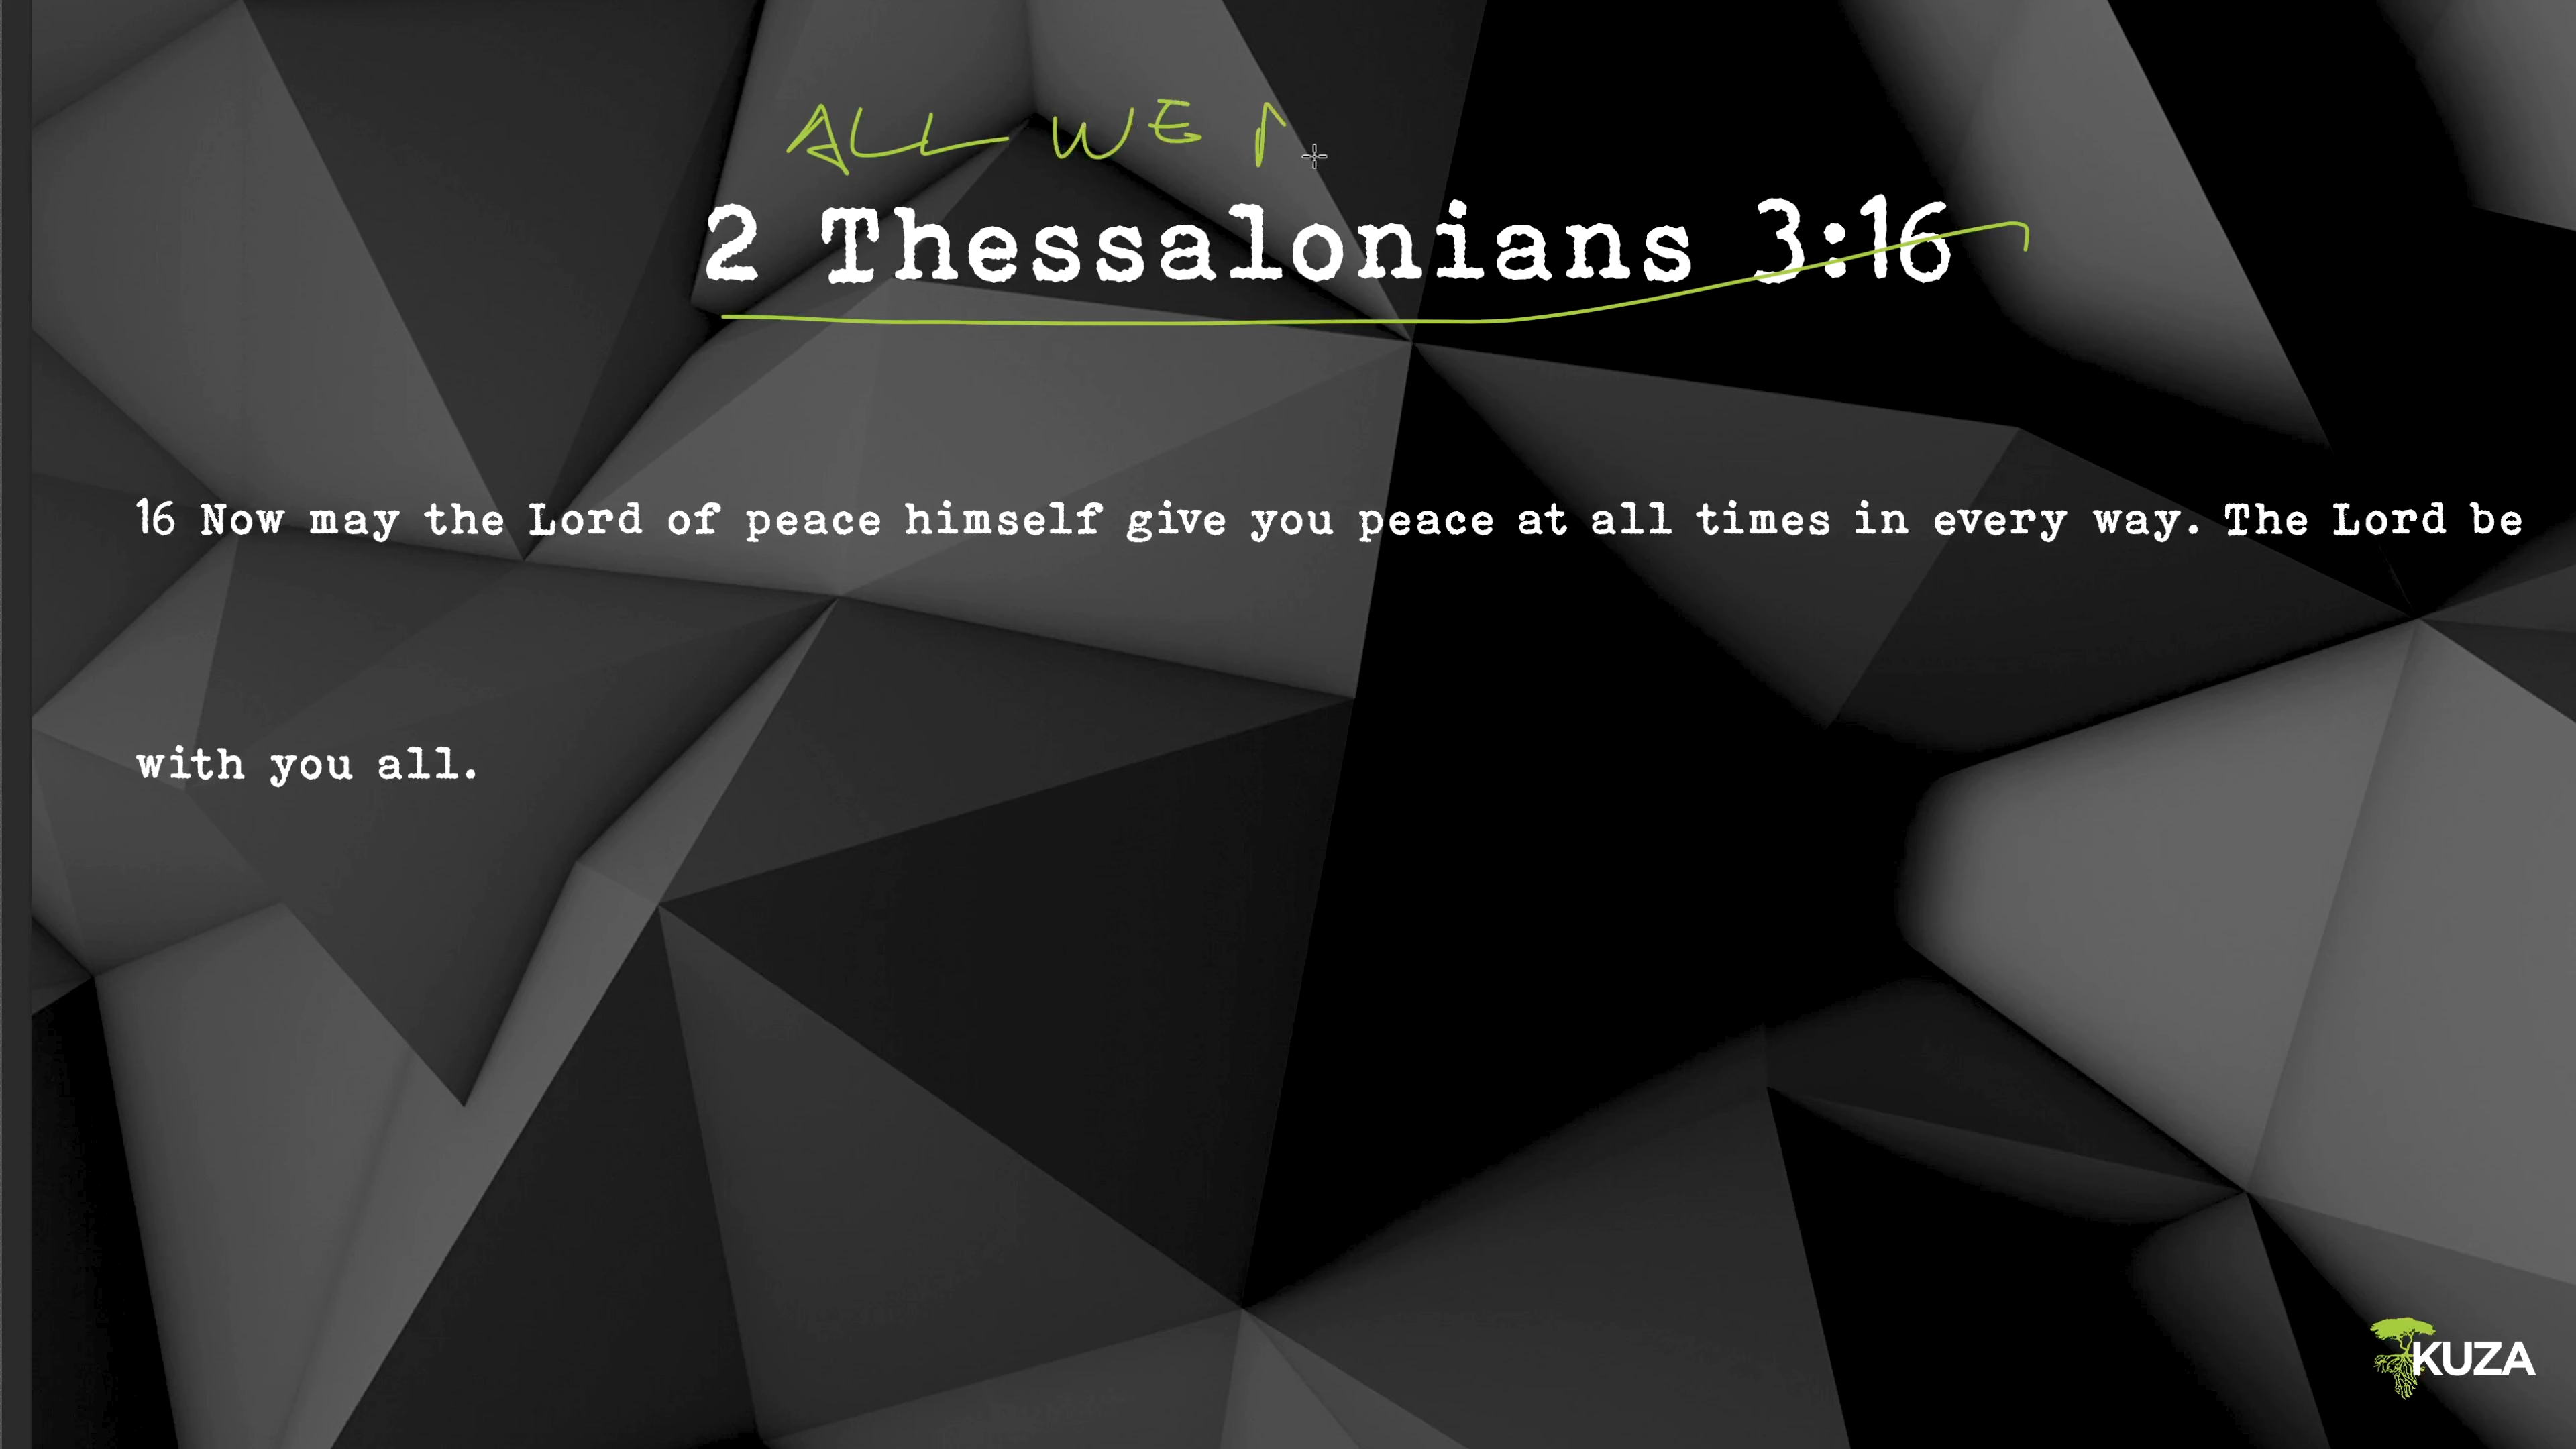 ALL WE
2 Thessalonians 3:16
16 Now may the Lord of peace himself give you peace at all times in every way. The Lord be
with you all.
KUZA